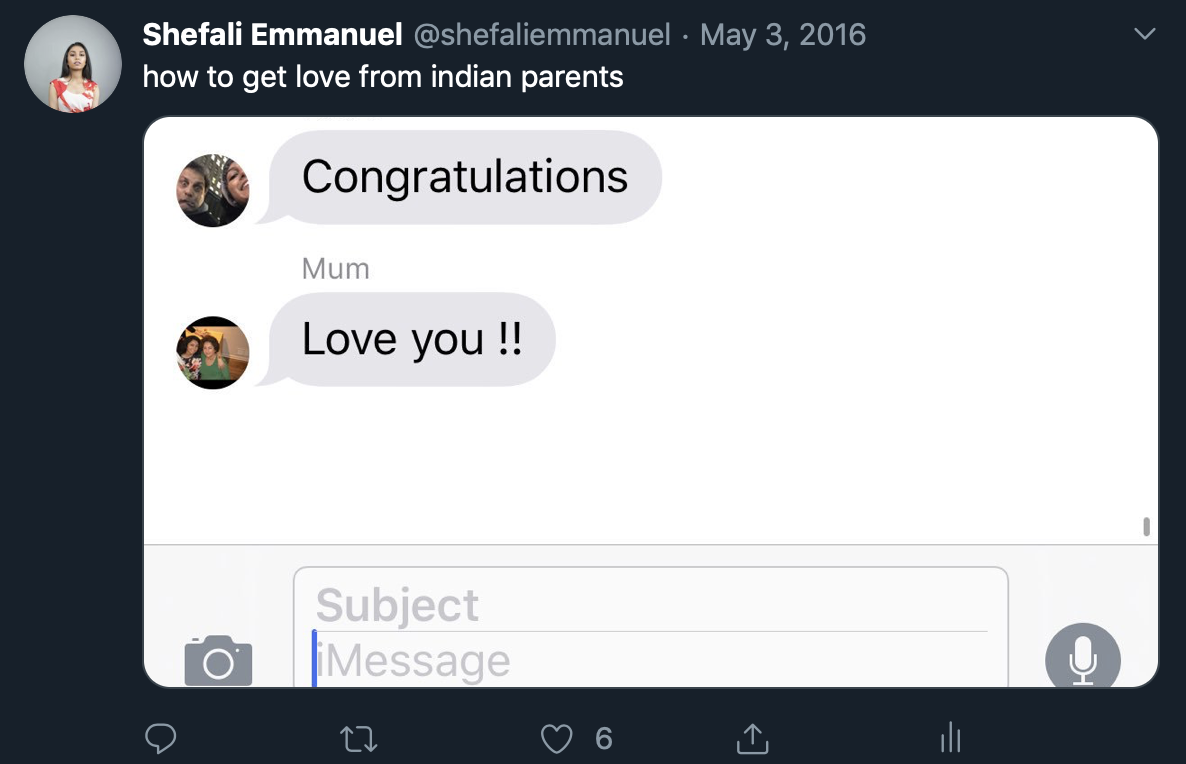 Shefali Emmanuel @shefaliemmanuel · May 3, 2016
how to get love from indian parents
Congratulations
Mum
Love you !!
Subject
iMessage
6